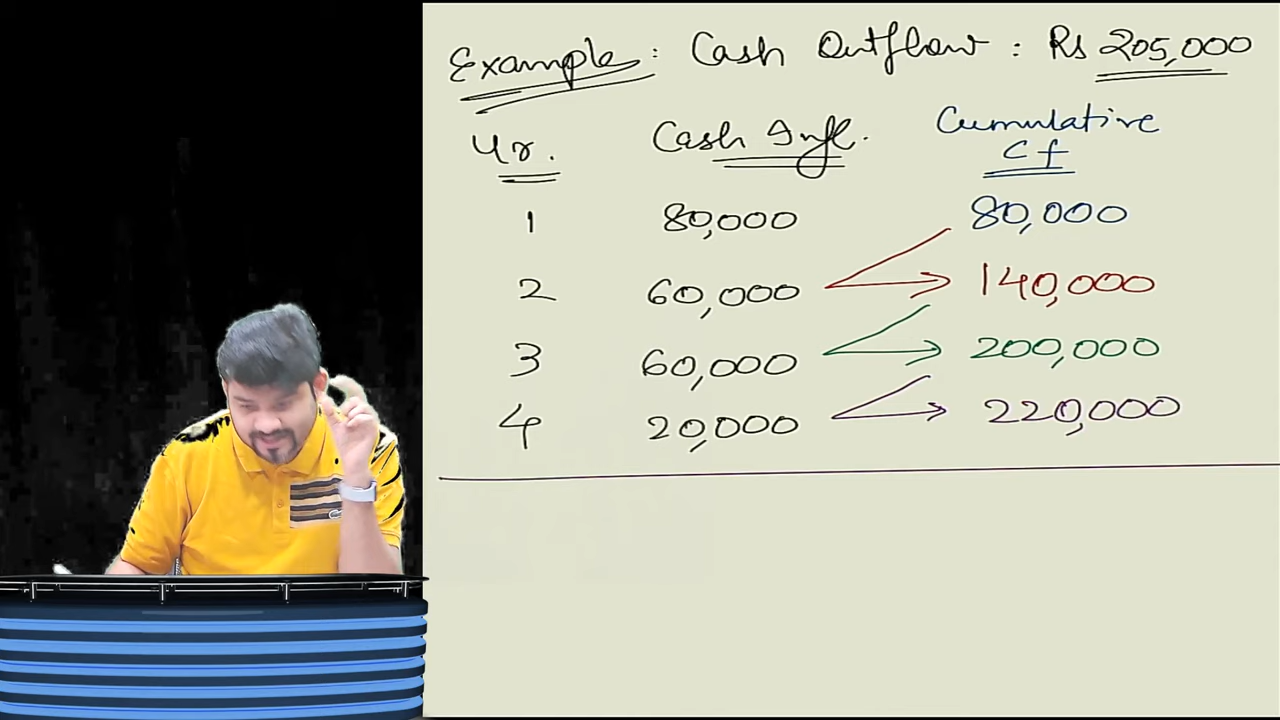 Example : Cash Outflow : Rs 205,000
Yr. Cash Infl. Cumulative Cf
1 80,000 80,000
2 60,000 140,000
3 60,000 200,000
4 20,000 220,000